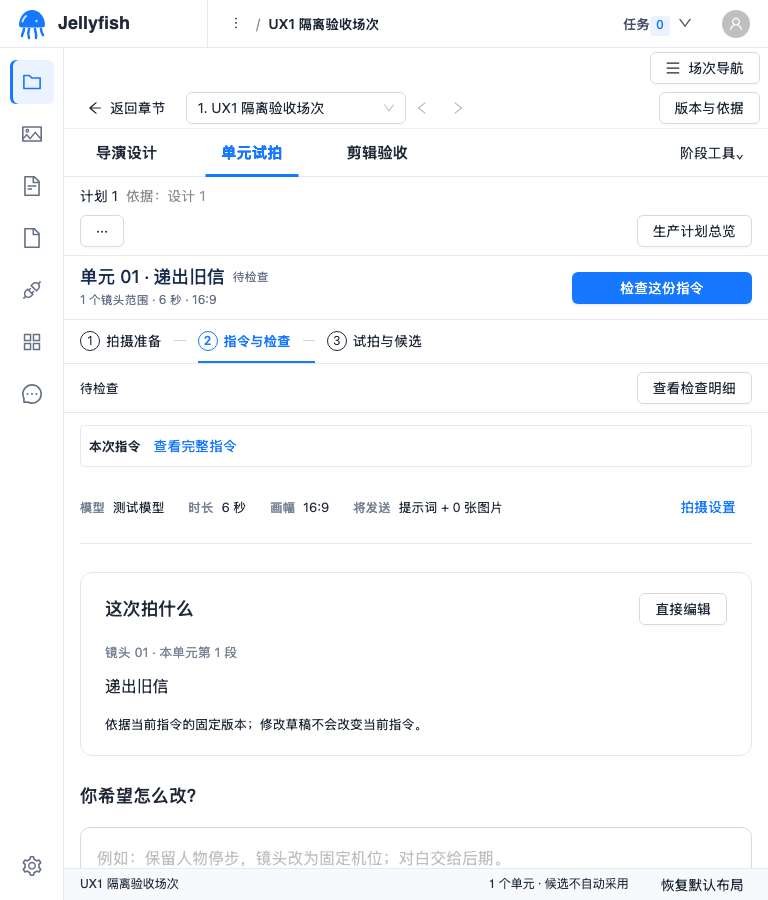 Jellyfish
/ UX1 隔离验收场次
任务 0
场次导航
返回章节
1. UX1 隔离验收场次
版本与依据
导演设计
单元试拍
剪辑验收
阶段工具
计划 1 依据：设计 1
...
生产计划总览
单元 01 · 递出旧信 待检查
1 个镜头范围 · 6 秒 · 16:9
检查这份指令
1 拍摄准备
2 指令与检查
3 试拍与候选
待检查
查看检查明细
本次指令 查看完整指令
模型 测试模型 时长 6 秒 画幅 16:9 将发送 提示词 + 0 张图片
拍摄设置
这次拍什么
直接编辑
镜头 01 · 本单元第 1 段
递出旧信
依据当前指令的固定版本；修改草稿不会改变当前指令。
你希望怎么改？
例如：保留人物停步，镜头改为固定机位；对白交给后期。
UX1 隔离验收场次
1 个单元 · 候选不自动采用
恢复默认布局